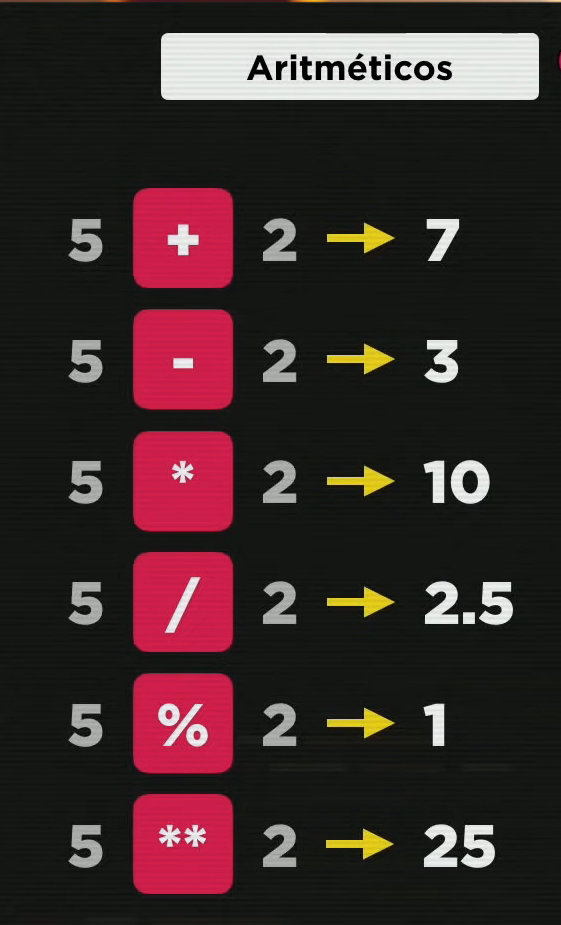 Aritméticos
5 + 2 → 7
5 - 2 → 3
5 * 2 → 10
5 / 2 → 2.5
5 % 2 → 1
5 ** 2 → 25